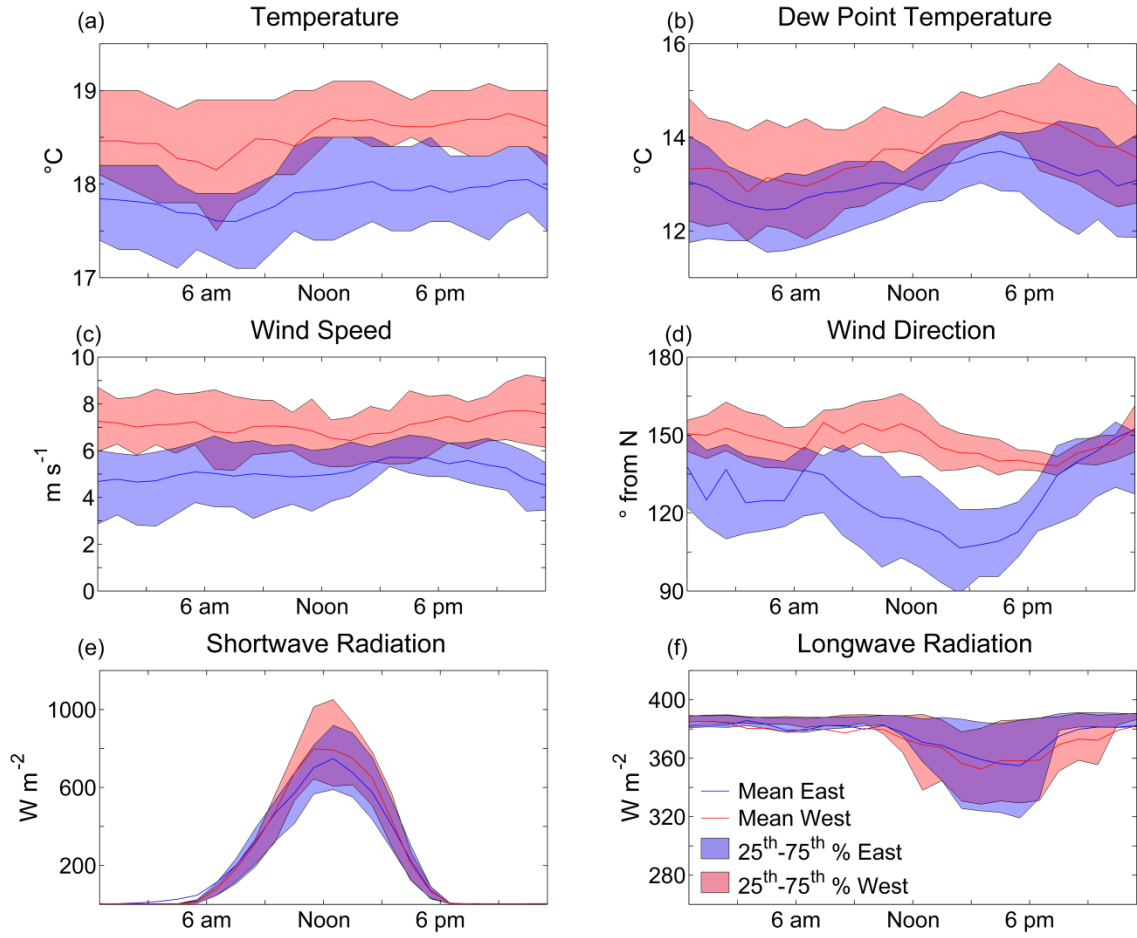 (a) Temperature
°C
19
18
17
6 am Noon 6 pm
(b) Dew Point Temperature
°C
16
14
12
6 am Noon 6 pm
(c) Wind Speed
m s⁻¹
10
8
6
4
2
0
6 am Noon 6 pm
(d) Wind Direction
° from N
180
150
120
90
6 am Noon 6 pm
(e) Shortwave Radiation
W m⁻²
1000
600
200
6 am Noon 6 pm
(f) Longwave Radiation
W m⁻²
400
360
320
280
Mean East
Mean West
25th-75th % East
25th-75th % West
6 am Noon 6 pm